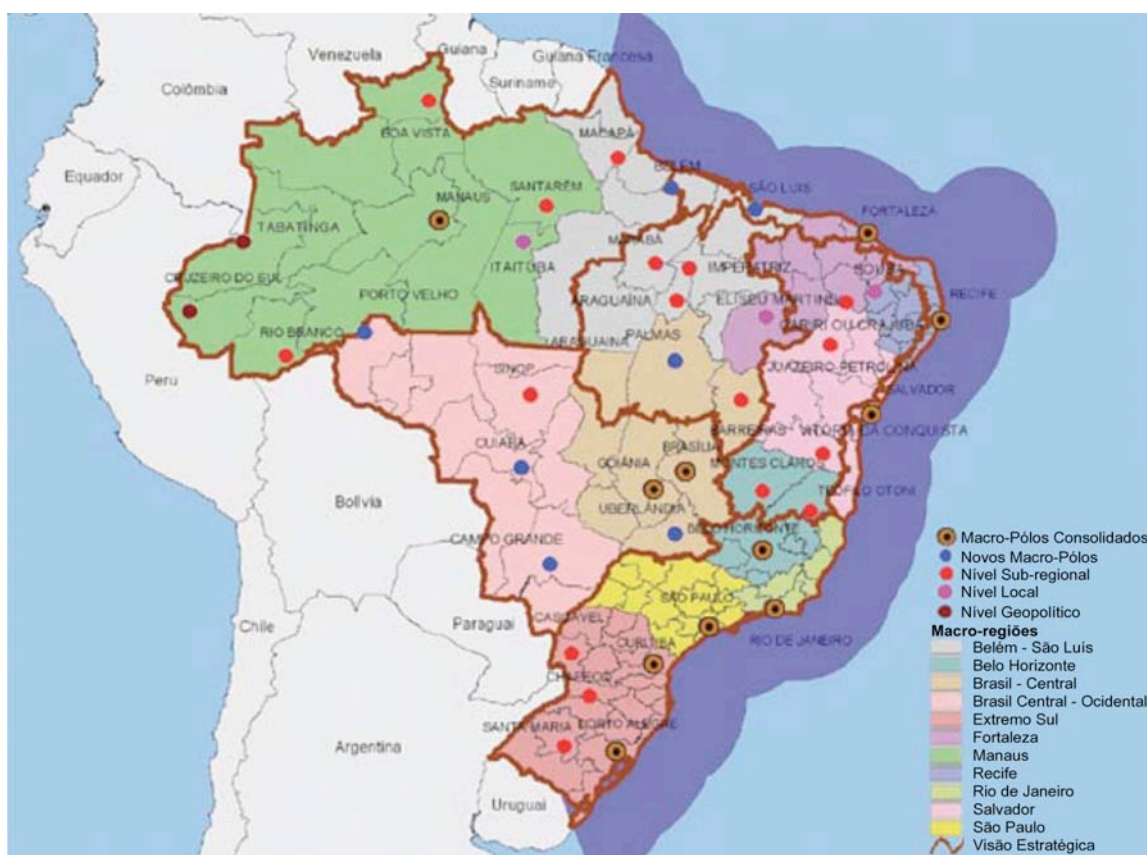 Venezuela
Guiana
Guiana Francesa
Suriname
Colômbia
BOA VISTA
MACAPÁ
BELÉM
Equador
MANAUS
SANTARÉM
SÃO LUIS
FORTALEZA
TABATINGA
MARABÁ
CRUZEIRO DO SUL
ITAITUBA
IMPERATRIZ
SOUSA
PORTO VELHO
ARAGUAÍNA
ELISEU MARTINS
RECIFE
RIO BRANCO
PALMAS
Peru
SINOP
JUAZEIRO-PETROLINA
SALVADOR
BARREIRAS
VITÓRIA DA CONQUISTA
CUIABÁ
BRASÍLIA
GOIÂNIA
MONTES CLAROS
Bolívia
TEÓFILO OTONI
UBERLÂNDIA
BELO HORIZONTE
CAMPO GRANDE
SÃO PAULO
Paraguai
CASCAVEL
RIO DE JANEIRO
Chile
CURITIBA
CHAPECÓ
SANTA MARIA
PORTO ALEGRE
Argentina
Uruguai
Macro-Pólos Consolidados
Novos Macro-Pólos
Nível Sub-regional
Nível Local
Nível Geopolítico
Macro-regiões
Belém - São Luís
Belo Horizonte
Brasil - Central
Brasil Central - Ocidental
Extremo Sul
Fortaleza
Manaus
Recife
Rio de Janeiro
Salvador
São Paulo
Visão Estratégica